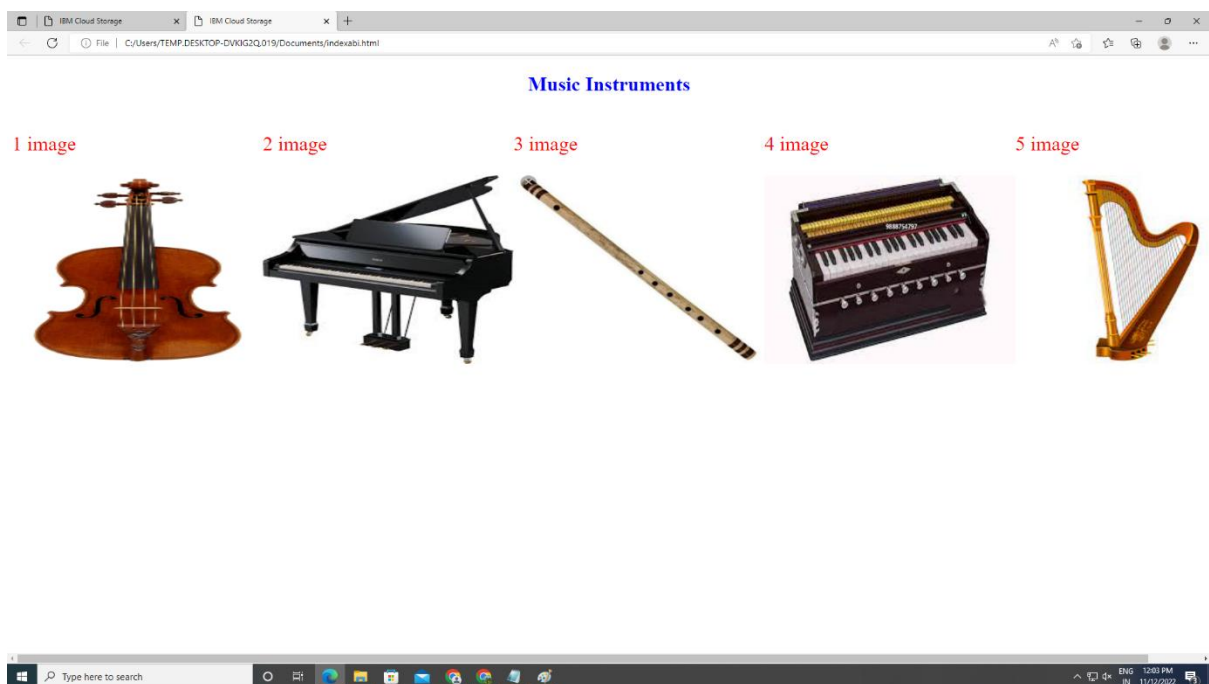 IBM Cloud Storage
IBM Cloud Storage
File | C:/Users/TEMP.DESKTOP-DVKIG2Q.019/Documents/indexabi.html
Music Instruments
1 image
2 image
3 image
4 image
5 image
9888754797
Type here to search
ENG
IN
12:03 PM
11/12/2022